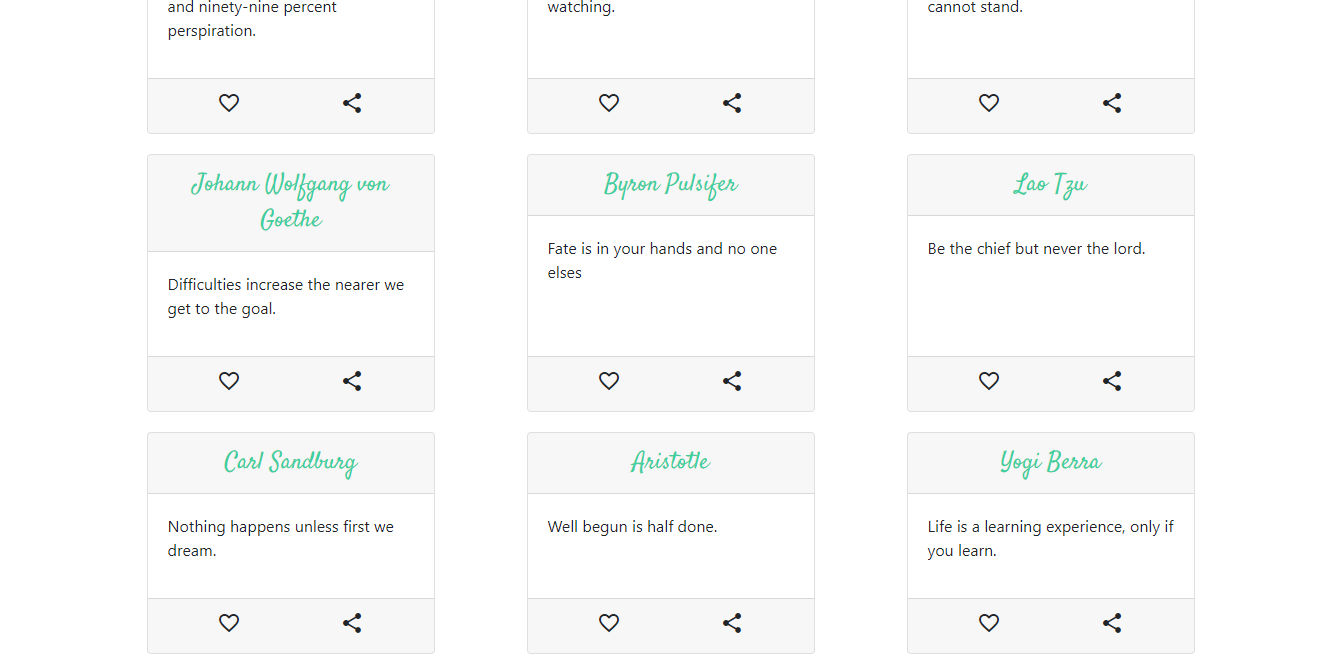 and ninety-nine percent
perspiration.
watching.
cannot stand.
Johann Wolfgang von
Goethe
Difficulties increase the nearer we
get to the goal.
Byron Pulsifer
Fate is in your hands and no one
elses
Lao Tzu
Be the chief but never the lord.
Carl Sandburg
Nothing happens unless first we
dream.
Aristotle
Well begun is half done.
Yogi Berra
Life is a learning experience, only if
you learn.